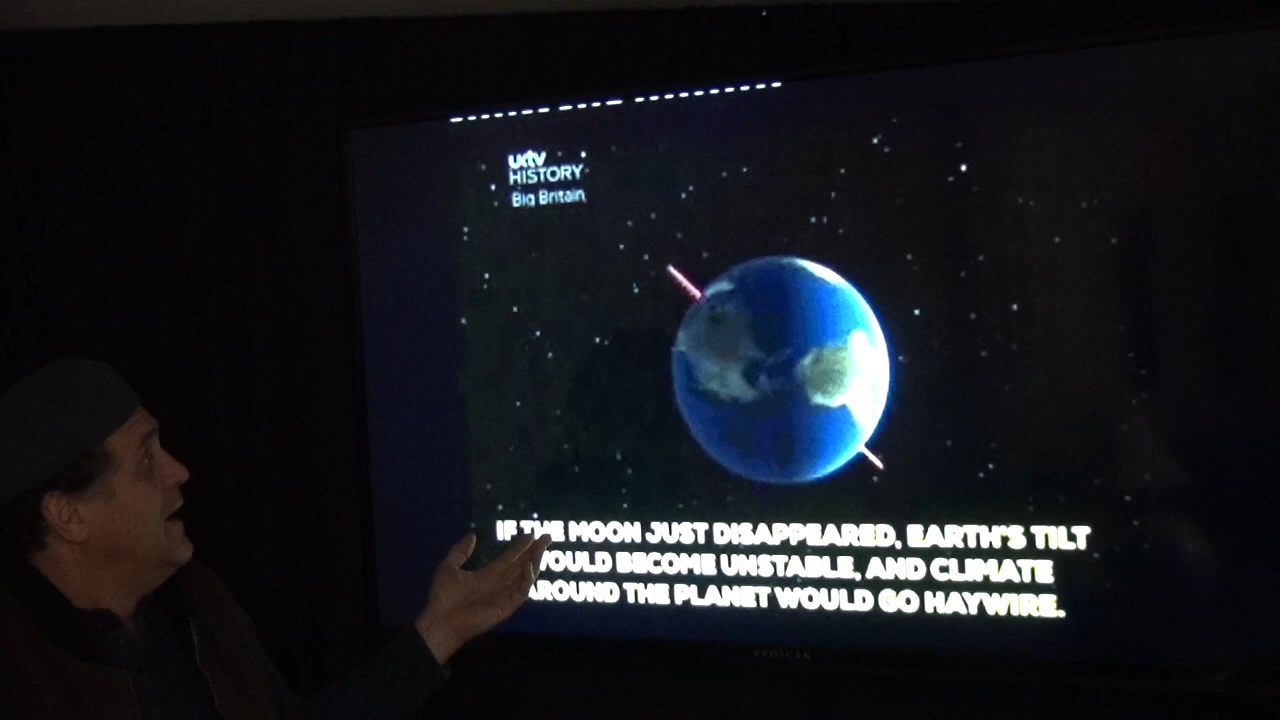 uktv
HISTORY
Big Britain
IF THE MOON JUST DISAPPEARED, EARTH'S TILT
WOULD BECOME UNSTABLE, AND CLIMATE
AROUND THE PLANET WOULD GO HAYWIRE.
PROSCAN